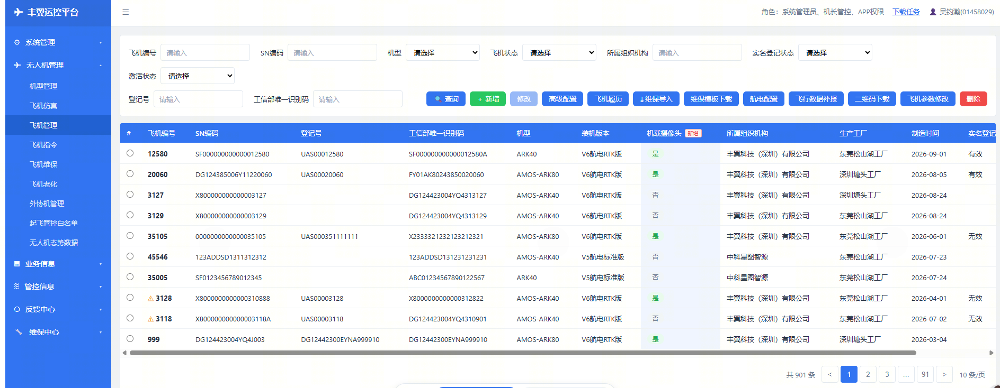 丰翼运控平台
☰
角色：系统管理员、机长管控、APP权限 下载任务 吴钧瀚(01458029)
系统管理
无人机管理
机型管理
飞机仿真
飞机管理
飞机指令
飞机维保
飞机老化
外协机管理
起飞管控白名单
无人机态势数据
业务信息
管控信息
反馈中心
维保中心
飞机编号 请输入 SN编码 请输入 机型 请选择 飞机状态 请选择 所属组织机构 请输入 实名登记状态 请选择
激活状态 请选择
登记号 请输入 工信部唯一识别码 请输入 查询 + 新增 修改 高级配置 飞机履历 ⤓维保导入 维保模板下载 航电配置 飞行数据补报 二维码下载 飞机参数修改 删除
# 飞机编号 SN编码 登记号 工信部唯一识别码 机型 装机版本 机载摄像头 新增 所属组织机构 生产工厂 制造时间 实名登记
12580 SF000000000000012580 UAS00012580 SF000000000000012580A ARK40 V6航电RTK版 是 丰翼科技（深圳）有限公司 东莞松山湖工厂 2026-09-01 有效
20060 DG124385006Y11220060 UAS00020060 FY01AK80243850020060 AMOS-ARK80 V6航电RTK版 是 丰翼科技（深圳）有限公司 深圳塘头工厂 2026-08-05 有效
3127 X800000000000003127 DG124423004YQ4313127 AMOS-ARK40 V6航电RTK版 否 丰翼科技（深圳）有限公司 深圳塘头工厂 2026-08-24
3129 X800000000000003129 DG124423004YQ4313129 AMOS-ARK40 V6航电RTK版 否 丰翼科技（深圳）有限公司 东莞松山湖工厂 2026-08-24
35105 0000000000000035105 UAS000351111111 X2333321232123212321 AMOS-ARK80 V6航电RTK版 是 丰翼科技（深圳）有限公司 东莞松山湖工厂 2026-06-01 无效
45546 123ADDSD1311312312 123ADDSD131231231231 AMOS-ARK40 V5航电标准版 否 中科星图智源 东莞松山湖工厂 2026-07-23
35005 SF0123456789012345 ABC01234567890122567 ARK40 V5航电标准版 否 中科星图智源 东莞松山湖工厂 2026-07-24
⚠ 3128 X8000000000000310888 UAS00003128 X8000000000000312822 AMOS-ARK40 V6航电RTK版 是 丰翼科技（深圳）有限公司 东莞松山湖工厂 2026-04-01 无效
⚠ 3118 X800000000000003118A UAS00003118 DG124423004YQ4310901 AMOS-ARK40 V6航电RTK版 否 丰翼科技（深圳）有限公司 东莞松山湖工厂 2026-07-02 无效
999 DG124423004YQ4J003 DG12442300EYNA999910 DG12442300EYNA999910 AMOS-ARK80 V6航电RTK版 是 丰翼科技（深圳）有限公司 深圳塘头工厂 2026-03-04
共 901 条 < 1 2 3 ... 91 > 10 条/页